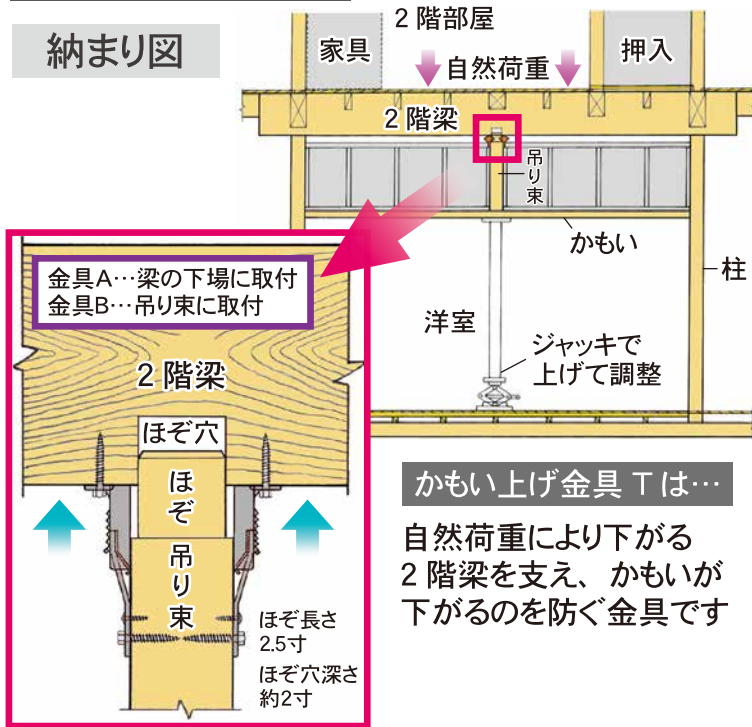 納まり図
2階部屋
家具
押入
自然荷重
2階梁
吊り束
かもい
柱
洋室
ジャッキで
上げて調整
金具A…梁の下場に取付
金具B…吊り束に取付
2階梁
ほぞ穴
ほぞ
吊り束
ほぞ長さ
2.5寸
ほぞ穴深さ
約2寸
かもい上げ金具Tは…
自然荷重により下がる
2階梁を支え、かもいが
下がるのを防ぐ金具です